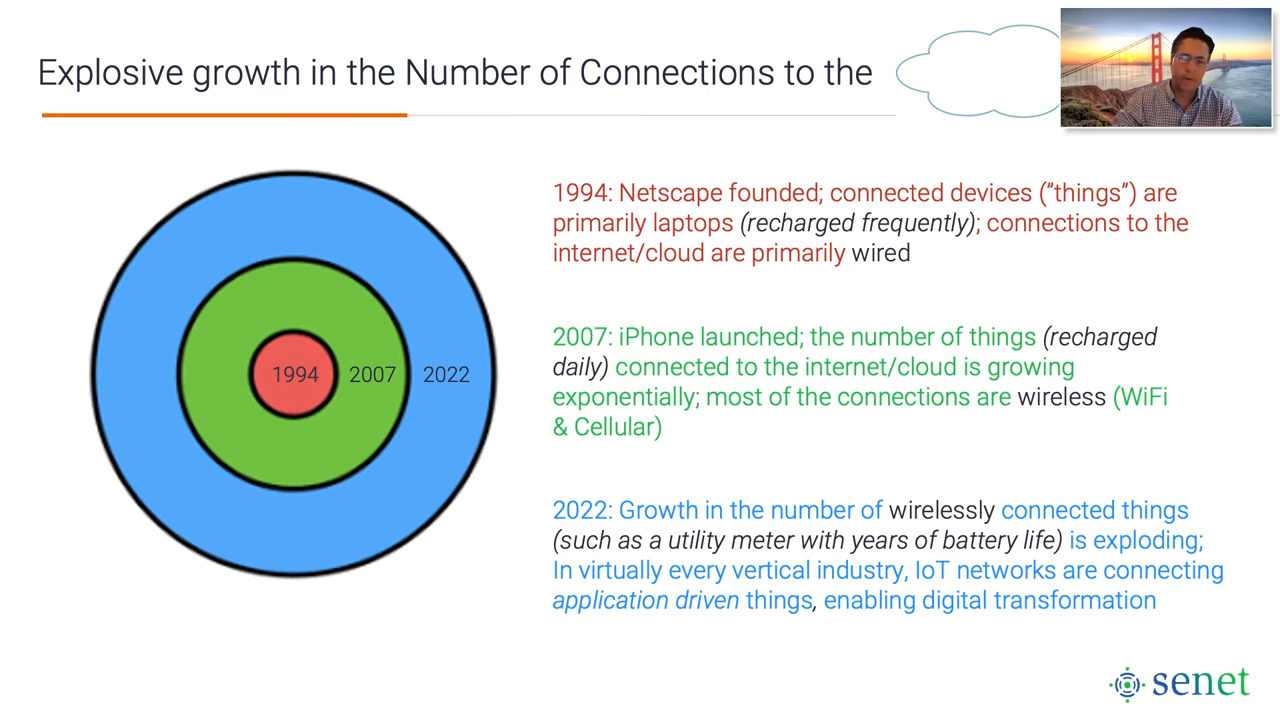 Explosive growth in the Number of Connections to the
1994: Netscape founded; connected devices (”things”) are
primarily laptops (recharged frequently); connections to the
internet/cloud are primarily wired
2007: iPhone launched; the number of things (recharged
daily) connected to the internet/cloud is growing
exponentially; most of the connections are wireless (WiFi
& Cellular)
1994 2007 2022
2022: Growth in the number of wirelessly connected things
(such as a utility meter with years of battery life) is exploding;
In virtually every vertical industry, IoT networks are connecting
application driven things, enabling digital transformation
senet